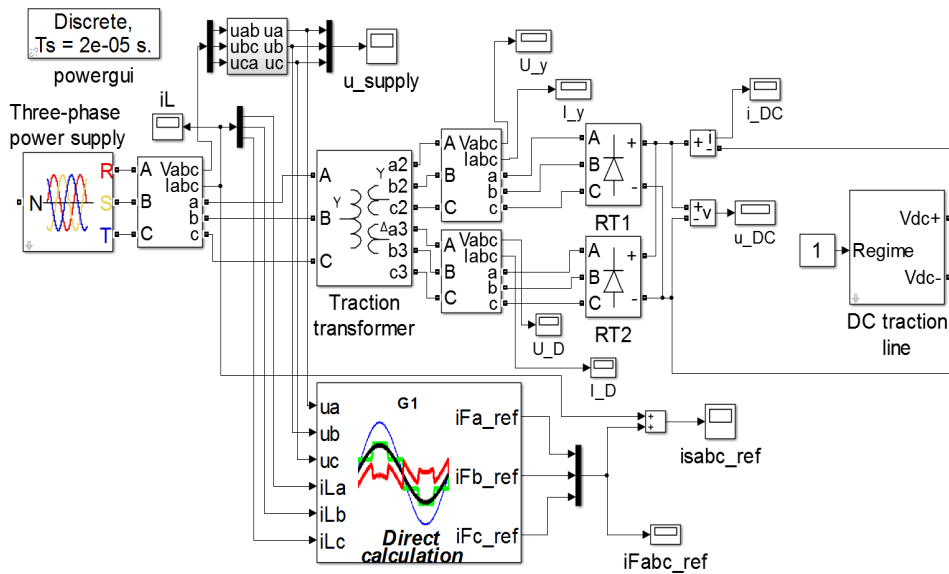 Discrete,
Ts = 2e-05 s.
powergui
uab ua
ubc ub
uca uc
u_supply
U_y
I_y
i_DC
iL
Three-phase
power supply
N
R
S
T
A
B
C
Vabc
Iabc
a
b
c
A
B
C
Y
Y
Δ
a2
b2
c2
a3
b3
c3
Traction
transformer
A
B
C
Vabc
Iabc
a
b
c
A
B
C
Vabc
Iabc
a
b
c
A
B
C
+
-
RT1
A
B
C
+
-
RT2
+
i
-
+
-
v
u_DC
1
Regime
Vdc+
Vdc-
DC traction
line
U_D
I_D
G1
ua
ub
uc
iLa
iLb
iLc
iFa_ref
iFb_ref
iFc_ref
Direct
calculation
+
+
isabc_ref
iFabc_ref